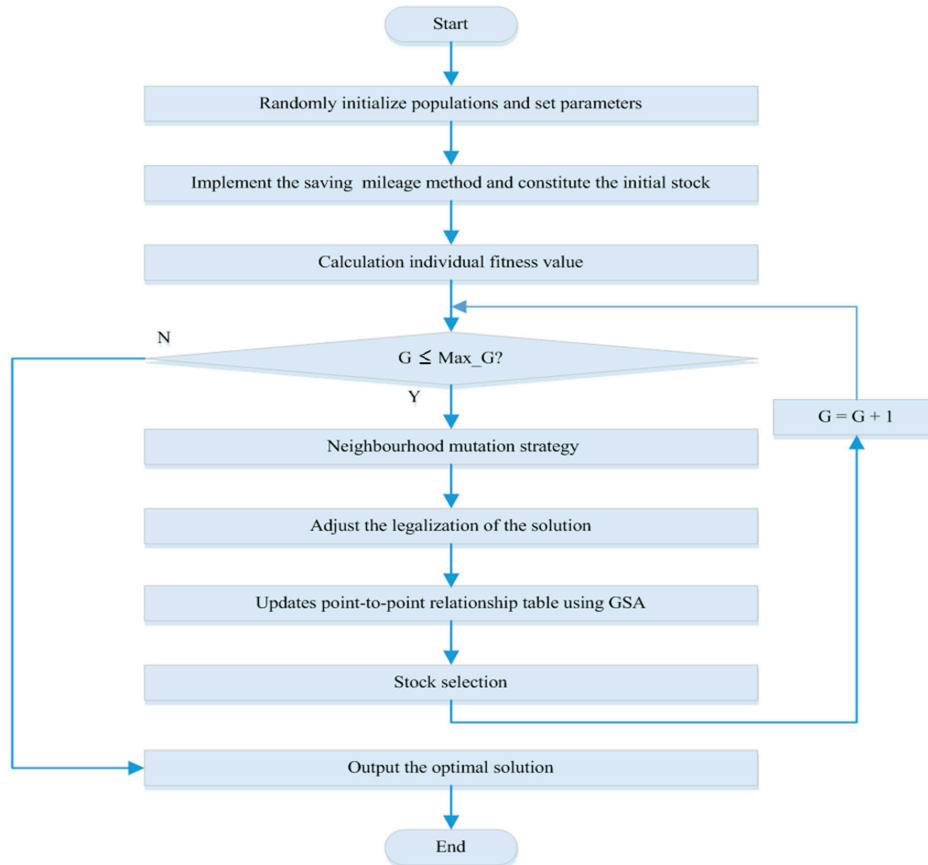 Start
Randomly initialize populations and set parameters
Implement the saving mileage method and constitute the initial stock
Calculation individual fitness value
N
G ≤ Max_G?
Y
G = G + 1
Neighbourhood mutation strategy
Adjust the legalization of the solution
Updates point-to-point relationship table using GSA
Stock selection
Output the optimal solution
End